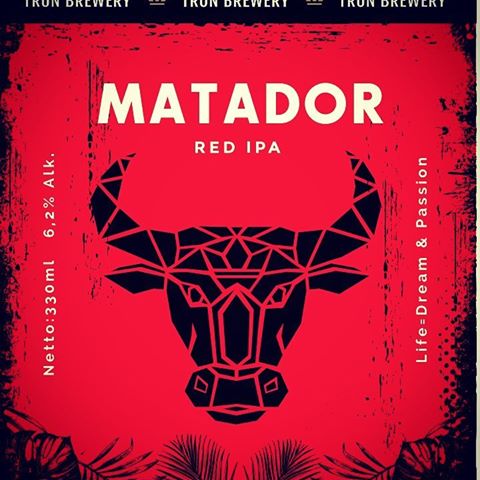 TRON BREWERY TRON BREWERY TRON BREWERY
MATADOR
RED IPA
Netto:330ml 6,2% Alk.
Life=Dream & Passion